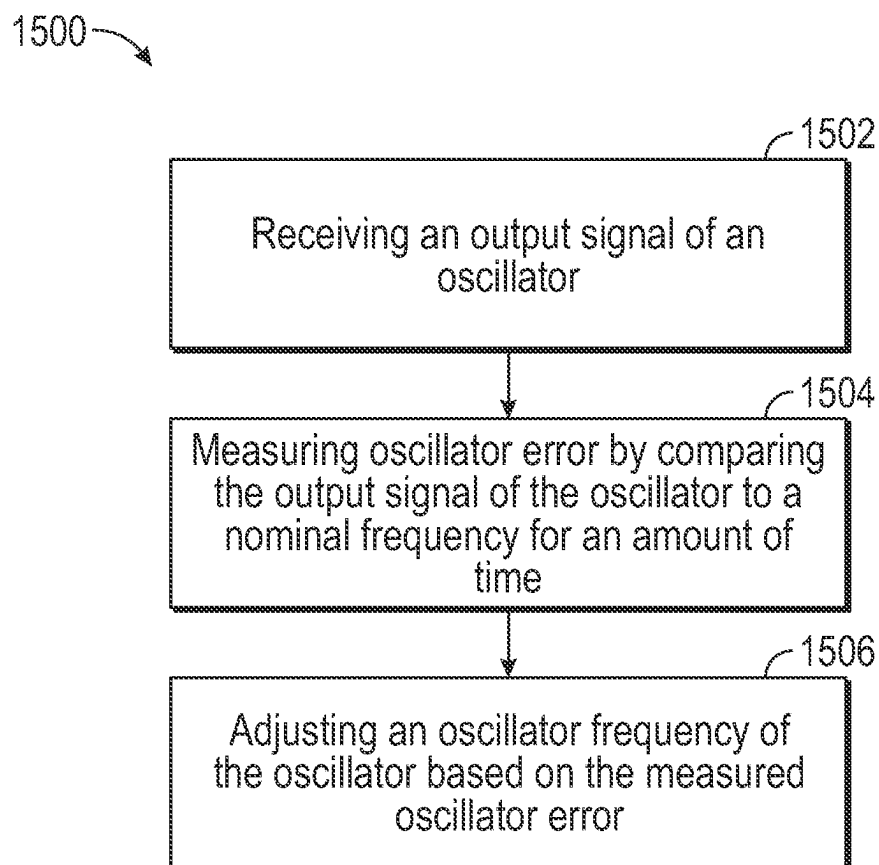 1500
1502
Receiving an output signal of an
oscillator
1504
Measuring oscillator error by comparing
the output signal of the oscillator to a
nominal frequency for an amount of
time
1506
Adjusting an oscillator frequency of
the oscillator based on the measured
oscillator error